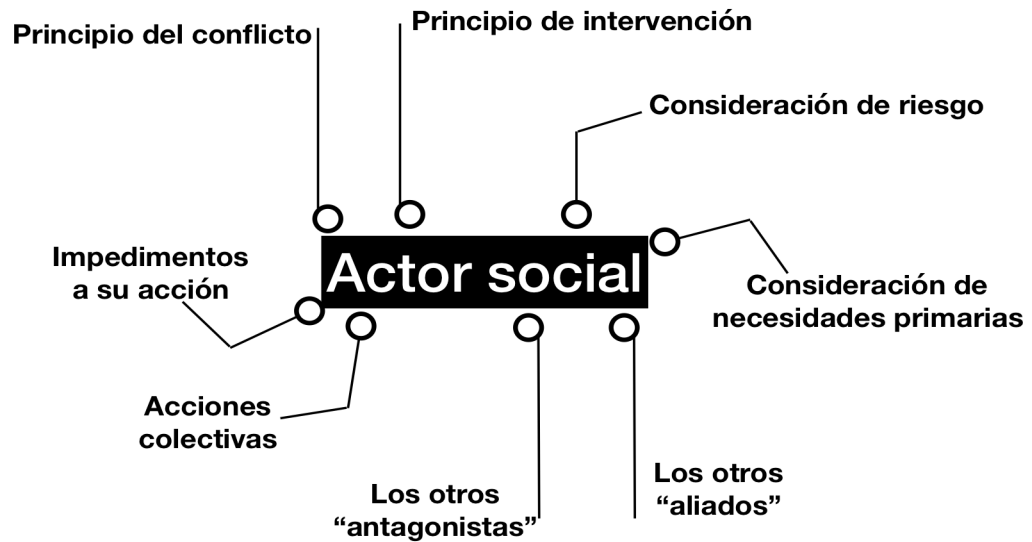 Principio del conflicto
Principio de intervención
Consideración de riesgo
Impedimentos
a su acción
Actor social
Consideración de
necesidades primarias
Acciones
colectivas
Los otros
“antagonistas”
Los otros
“aliados”